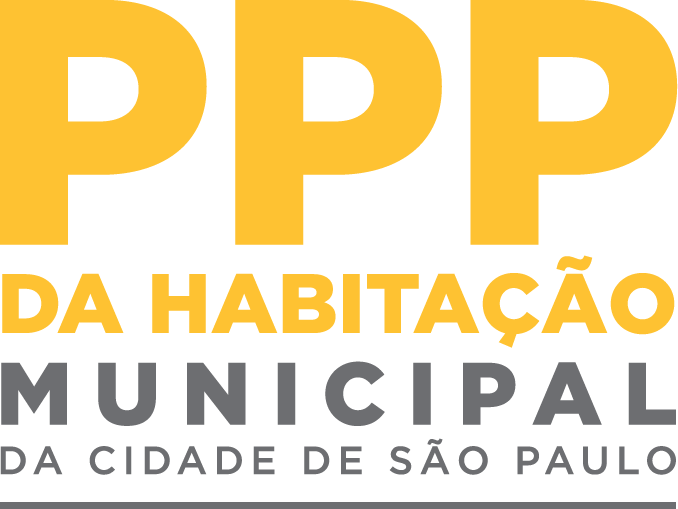 PPP
DA HABITAÇÃO
MUNICIPAL
DA CIDADE DE SÃO PAULO